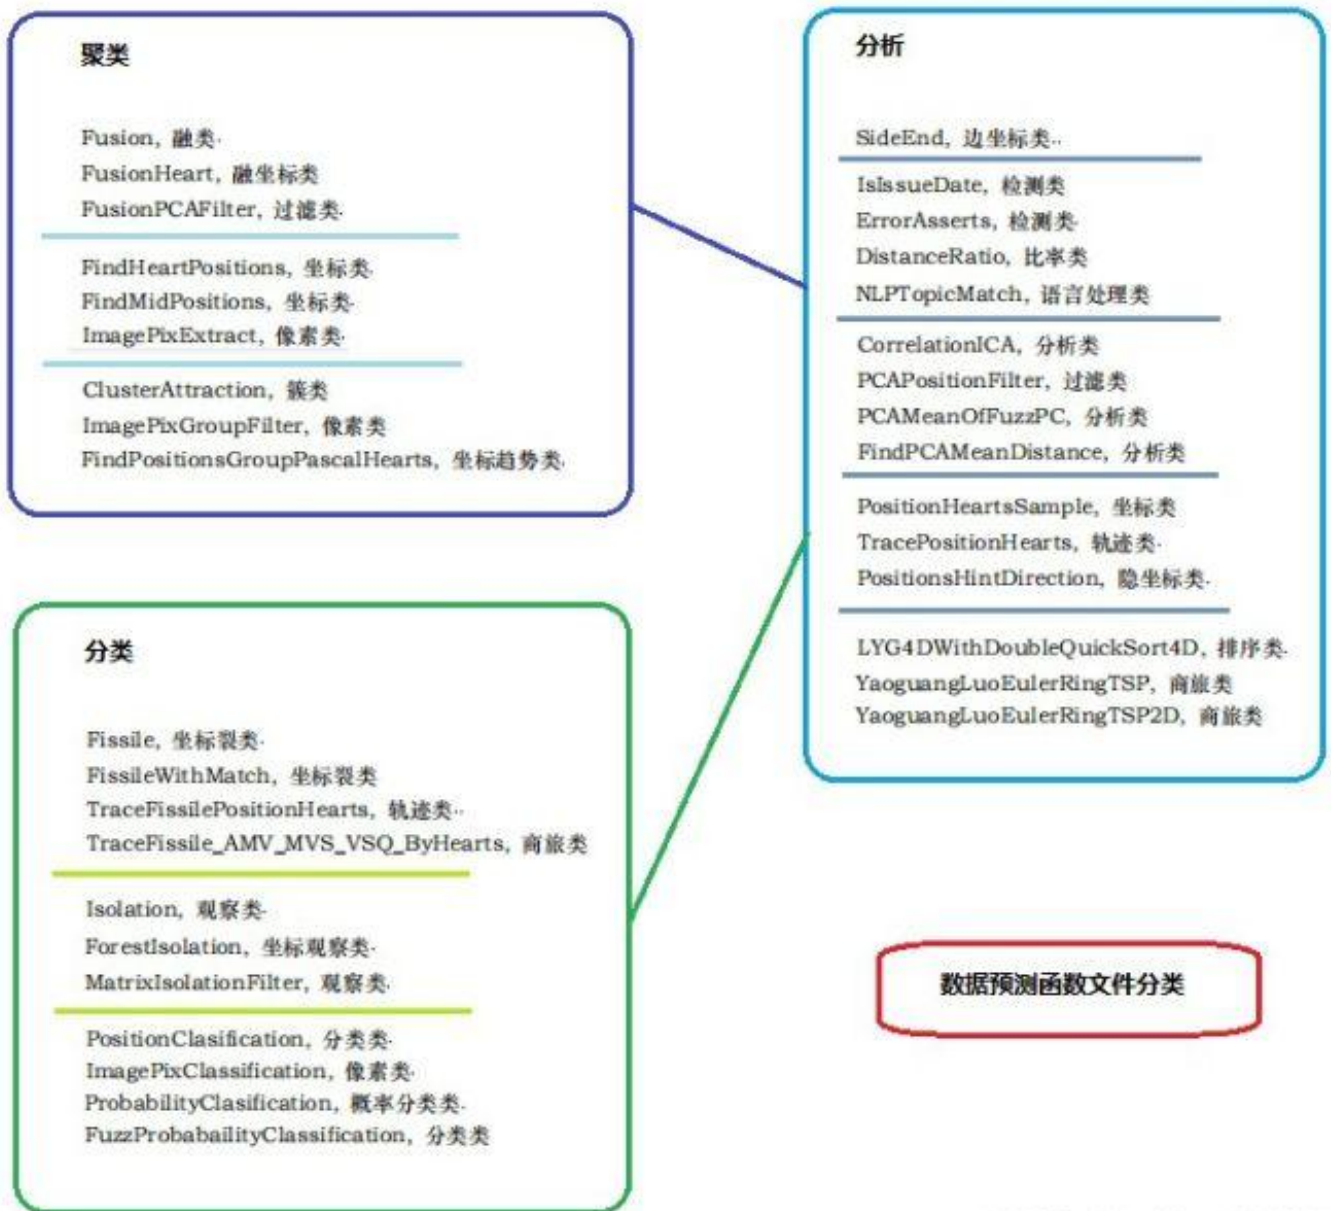 聚类
Fusion, 融类.
FusionHeart, 融坐标类
FusionPCAFilter, 过滤类.
FindHeartPositions, 坐标类.
FindMidPositions, 坐标类.
ImagePixExtract, 像素类.
ClusterAttraction, 簇类
ImagePixGroupFilter, 像素类
FindPositionsGroupPascalHearts, 坐标趋势类.
分类
Fissile, 坐标裂类.
FissileWithMatch, 坐标裂类
TraceFissilePositionHearts, 轨迹类..
TraceFissile_AMV_MVS_VSQ_ByHearts, 商旅类
Isolation, 观察类.
ForestIsolation, 坐标观察类.
MatrixIsolationFilter, 观察类.
PositionClasification, 分类类.
ImagePixClassification, 像素类.
ProbabilityClasification, 概率分类类.
FuzzProbabailityClassification, 分类类
分析
SideEnd, 边坐标类..
IsIssueDate, 检测类
ErrorAsserts, 检测类.
DistanceRatio, 比率类
NLPTopicMatch, 语言处理类
CorrelationICA, 分析类
PCAPositionFilter, 过滤类
PCAMeanOfFuzzPC, 分析类
FindPCAMeanDistance, 分析类
PositionHeartsSample, 坐标类
TracePositionHearts, 轨迹类.
PositionsHintDirection, 隐坐标类.
LYG4DWithDoubleQuickSort4D, 排序类.
YaoguangLuoEulerRingTSP, 商旅类
YaoguangLuoEulerRingTSP2D, 商旅类
数据预测函数文件分类